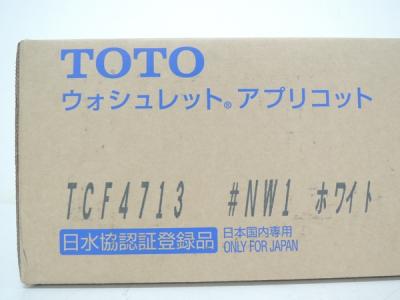 TOTO
ウォシュレット®アプリコット
TCF4713 #NW1 ホワイト
日水協認証登録品 日本国内専用
ONLY FOR JAPAN